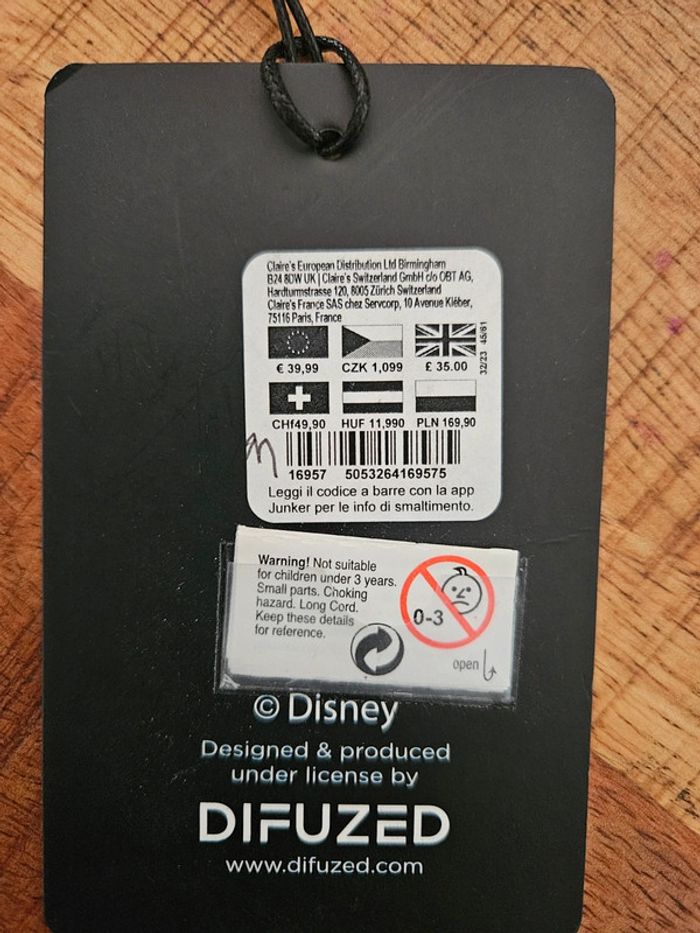 Claire's European Distribution Ltd Birmingham
B24 8DW UK | Claire's Switzerland GmbH c/o OBT AG,
Hardturmstrasse 120, 8005 Zürich Switzerland
Claire's France SAS chez Servcorp, 10 Avenue Kléber,
75116 Paris, France
€ 39,99 CZK 1,099 £ 35.00
32/23 45/61
CHf49,90 HUF 11,990 PLN 169,90
16957 5053264169575
Leggi il codice a barre con la app
Junker per le info di smaltimento.
Warning! Not suitable
for children under 3 years.
Small parts. Choking
hazard. Long Cord.
Keep these details
for reference.
0-3
open
© Disney
Designed & produced
under license by
DIFUZED
www.difuzed.com